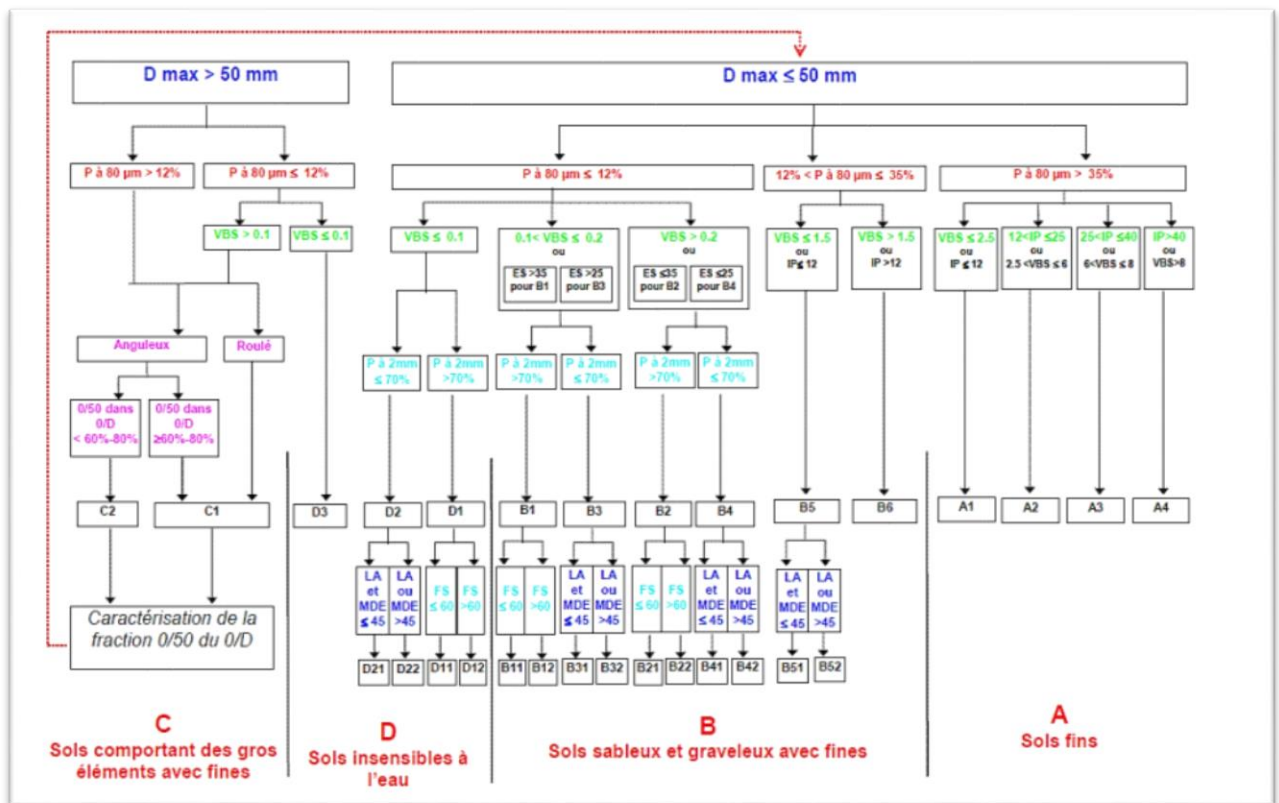 D max > 50 mm
D max ≤ 50 mm
P à 80 µm > 12%
P à 80 µm ≤ 12%
P à 80 µm ≤ 12%
12% < P à 80 µm ≤ 35%
P à 80 µm > 35%
VBS > 0.1
VBS ≤ 0.1
VBS ≤ 0.1
0.1< VBS ≤ 0.2
ou
ES >35
pour B1
ES >25
pour B3
VBS > 0.2
ou
ES ≤35
pour B2
ES ≤25
pour B4
VBS ≤ 1.5
ou
IP≤ 12
VBS > 1.5
ou
IP >12
VBS ≤ 2.5
ou
IP ≤ 12
12<IP ≤25
ou
2.5 <VBS ≤ 6
25<IP ≤40
ou
6<VBS ≤ 8
IP>40
ou
VBS>8
Anguleux
Roulé
P à 2mm
≤ 70%
P à 2mm
>70%
P à 2mm
>70%
P à 2mm
≤ 70%
P à 2mm
>70%
P à 2mm
≤ 70%
0/50 dans
0/D
< 60%-80%
0/50 dans
0/D
≥60%-80%
C2
C1
D3
D2
D1
B1
B3
B2
B4
B5
B6
A1
A2
A3
A4
LA
et
MDE
≤ 45
LA
ou
MDE
>45
FS
≤ 60
FS
>60
FS
≤ 60
FS
>60
LA
et
MDE
≤ 45
LA
ou
MDE
>45
FS
≤ 60
FS
>60
LA
et
MDE
≤ 45
LA
ou
MDE
>45
LA
et
MDE
≤ 45
LA
ou
MDE
>45
Caractérisation de la
fraction 0/50 du 0/D
D21
D22
D11
D12
B11
B12
B31
B32
B21
B22
B41
B42
B51
B52
C
Sols comportant des gros
éléments avec fines
D
Sols insensibles à
l'eau
B
Sols sableux et graveleux avec fines
A
Sols fins